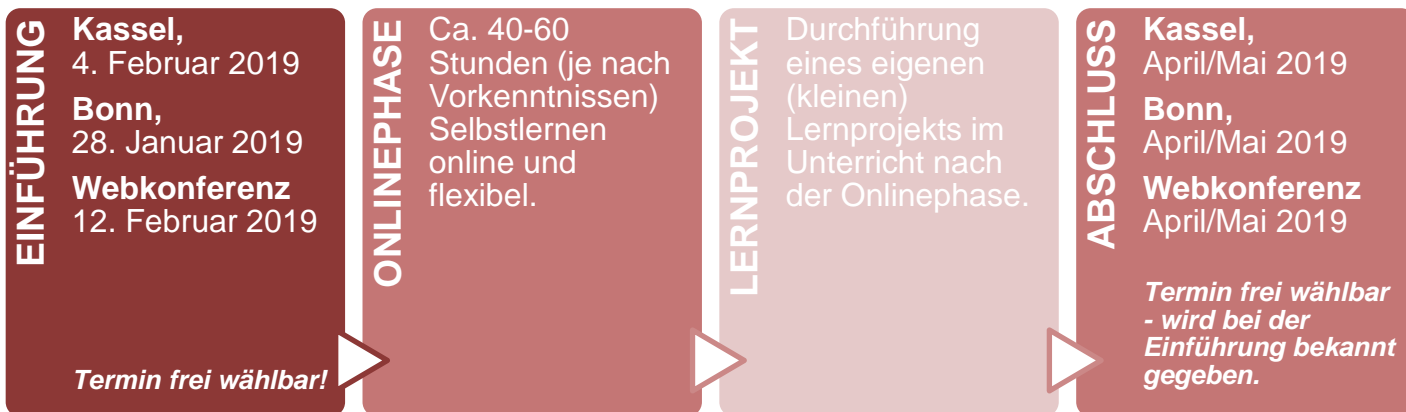 EINFÜHRUNG
Kassel,
4. Februar 2019
Bonn,
28. Januar 2019
Webkonferenz
12. Februar 2019
Termin frei wählbar!
ONLINEPHASE
Ca. 40-60
Stunden (je nach
Vorkenntnissen)
Selbstlernen
online und
flexibel.
LERNPROJEKT
Durchführung
eines eigenen
(kleinen)
Lernprojekts im
Unterricht nach
der Onlinephase.
ABSCHLUSS
Kassel,
April/Mai 2019
Bonn,
April/Mai 2019
Webkonferenz
April/Mai 2019
Termin frei wählbar
- wird bei der
Einführung bekannt
gegeben.